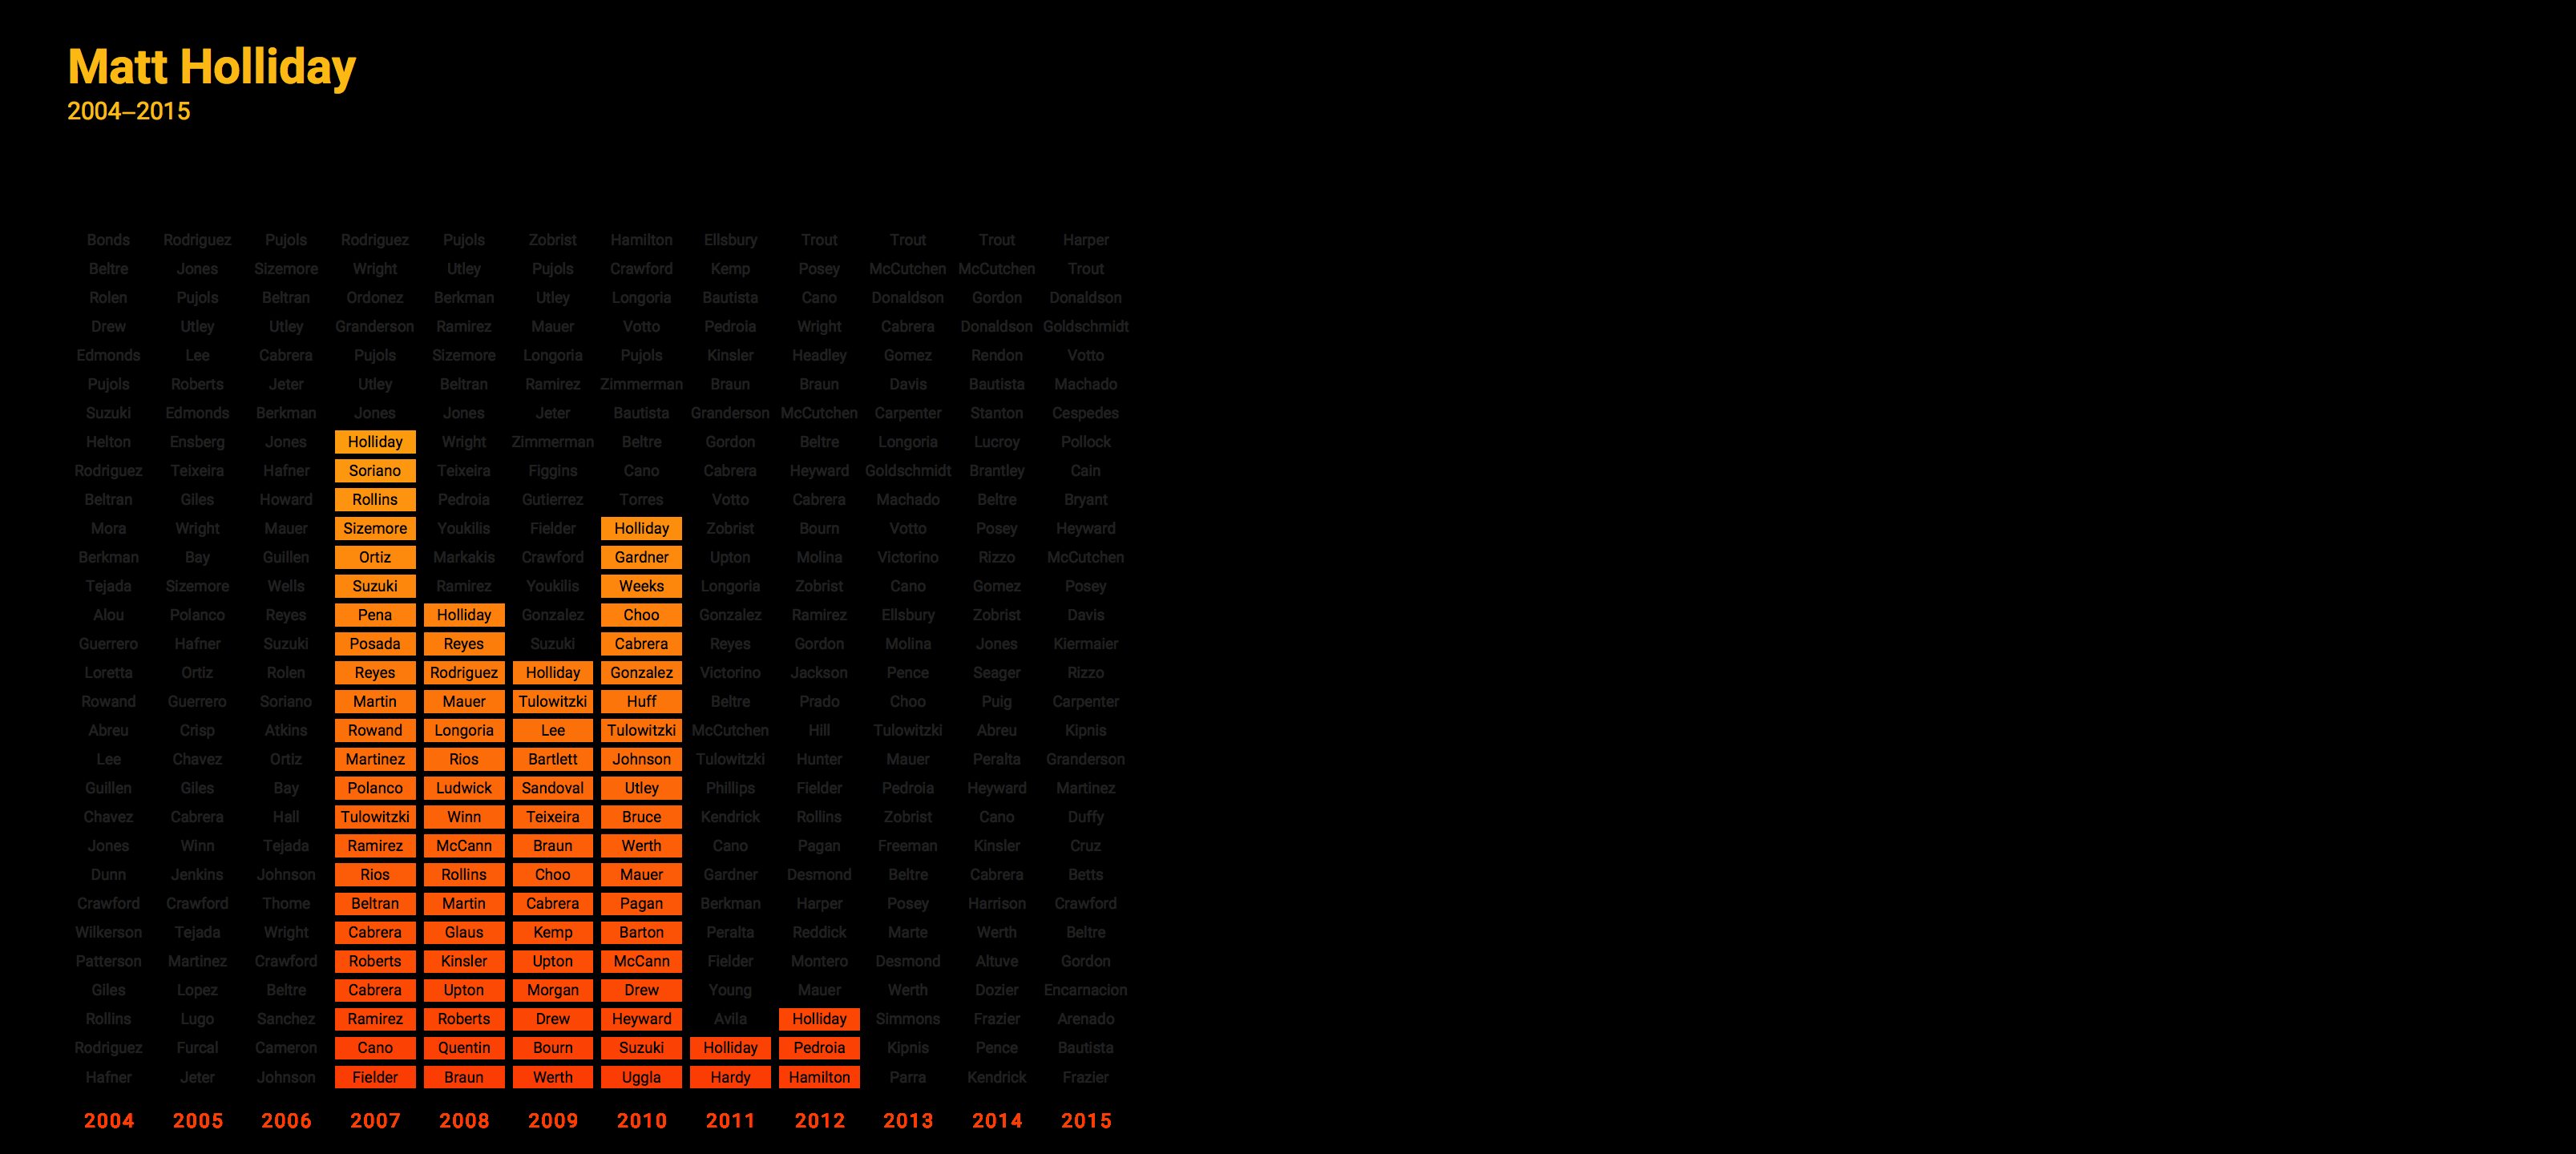 Matt Holliday
2004–2015
Bonds Rodriguez Pujols Rodriguez Pujols Zobrist Hamilton Ellsbury Trout Trout Trout Harper
Beltre Jones Sizemore Wright Utley Pujols Crawford Kemp Posey McCutchen McCutchen Trout
Rolen Pujols Beltran Ordonez Berkman Utley Longoria Bautista Cano Donaldson Gordon Donaldson
Drew Utley Utley Granderson Ramirez Mauer Votto Pedroia Wright Cabrera Donaldson Goldschmidt
Edmonds Lee Cabrera Pujols Sizemore Longoria Pujols Kinsler Headley Gomez Rendon Votto
Pujols Roberts Jeter Utley Beltran Ramirez Zimmerman Braun Braun Davis Bautista Machado
Suzuki Edmonds Berkman Jones Jones Jeter Bautista Granderson McCutchen Carpenter Stanton Cespedes
Helton Ensberg Jones Holliday Wright Zimmerman Beltre Gordon Beltre Longoria Lucroy Pollock
Rodriguez Teixeira Hafner Soriano Teixeira Figgins Cano Cabrera Heyward Goldschmidt Brantley Cain
Beltran Giles Howard Rollins Pedroia Gutierrez Torres Votto Cabrera Machado Beltre Bryant
Mora Wright Mauer Sizemore Youkilis Fielder Holliday Zobrist Bourn Votto Posey Heyward
Berkman Bay Guillen Ortiz Markakis Crawford Gardner Upton Molina Victorino Rizzo McCutchen
Tejada Sizemore Wells Suzuki Ramirez Youkilis Weeks Longoria Zobrist Cano Gomez Posey
Alou Polanco Reyes Pena Holliday Gonzalez Choo Gonzalez Ramirez Ellsbury Zobrist Davis
Guerrero Hafner Suzuki Posada Reyes Suzuki Cabrera Reyes Gordon Molina Jones Kiermaier
Loretta Ortiz Rolen Reyes Rodriguez Holliday Gonzalez Victorino Jackson Pence Seager Rizzo
Rowand Guerrero Soriano Martin Mauer Tulowitzki Huff Beltre Prado Choo Puig Carpenter
Abreu Crisp Atkins Rowand Longoria Lee Tulowitzki McCutchen Hill Tulowitzki Abreu Kipnis
Lee Chavez Ortiz Martinez Rios Bartlett Johnson Tulowitzki Hunter Mauer Peralta Granderson
Guillen Giles Bay Polanco Ludwick Sandoval Utley Phillips Fielder Pedroia Heyward Martinez
Chavez Cabrera Hall Tulowitzki Winn Teixeira Bruce Kendrick Rollins Zobrist Cano Duffy
Jones Winn Tejada Ramirez McCann Braun Werth Cano Pagan Freeman Kinsler Cruz
Dunn Jenkins Johnson Rios Rollins Choo Mauer Gardner Desmond Beltre Cabrera Betts
Crawford Crawford Thome Beltran Martin Cabrera Pagan Berkman Harper Posey Harrison Crawford
Wilkerson Tejada Wright Cabrera Glaus Kemp Barton Peralta Reddick Marte Werth Beltre
Patterson Martinez Crawford Roberts Kinsler Upton McCann Fielder Montero Desmond Altuve Gordon
Giles Lopez Beltre Cabrera Upton Morgan Drew Young Mauer Werth Dozier Encarnacion
Rollins Lugo Sanchez Ramirez Roberts Drew Heyward Avila Holliday Simmons Frazier Arenado
Rodriguez Furcal Cameron Cano Quentin Bourn Suzuki Holliday Pedroia Kipnis Pence Bautista
Hafner Jeter Johnson Fielder Braun Werth Uggla Hardy Hamilton Parra Kendrick Frazier
2004 2005 2006 2007 2008 2009 2010 2011 2012 2013 2014 2015